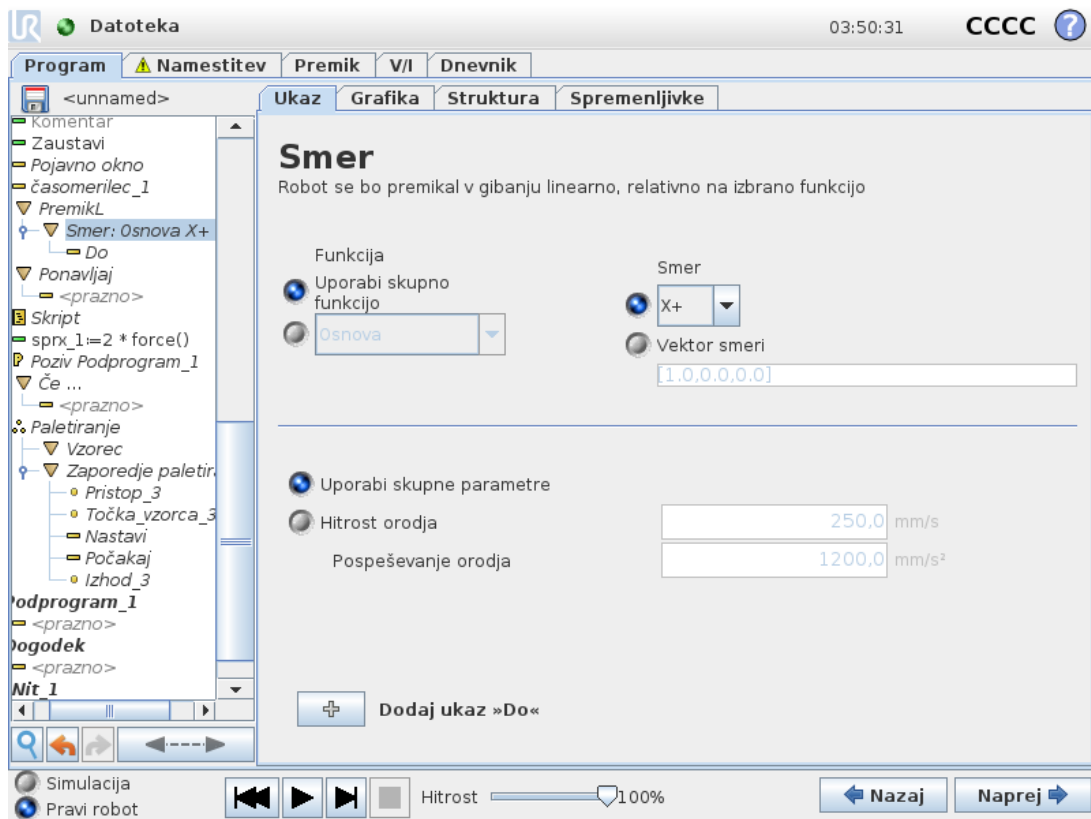 UR Datoteka 03:50:31 CCCC ?
Program Namestitev Premik V/I Dnevnik
<unnamed> Ukaz Grafika Struktura Spremenljivke
Komentar
Zaustavi
Pojavno okno
časomerilec_1
PremikL
Smer: Osnova X+
Do
Ponavljaj
<prazno>
Skript
sprx_1:=2 * force()
Poziv Podprogram_1
Če ...
<prazno>
Paletiranje
Vzorec
Zaporedje paletir
Pristop_3
Točka_vzorca_3
Nastavi
Počakaj
Izhod_3
odprogram_1
<prazno>
Dogodek
<prazno>
Nit_1
Smer
Robot se bo premikal v gibanju linearno, relativno na izbrano funkcijo
Funkcija
Uporabi skupno
funkcijo
Osnova
Smer
X+
Vektor smeri
[1.0,0.0,0.0]
Uporabi skupne parametre
Hitrost orodja 250,0 mm/s
Pospeševanje orodja 1200,0 mm/s²
Dodaj ukaz »Do«
Simulacija
Pravi robot
Hitrost 100%
Nazaj Naprej